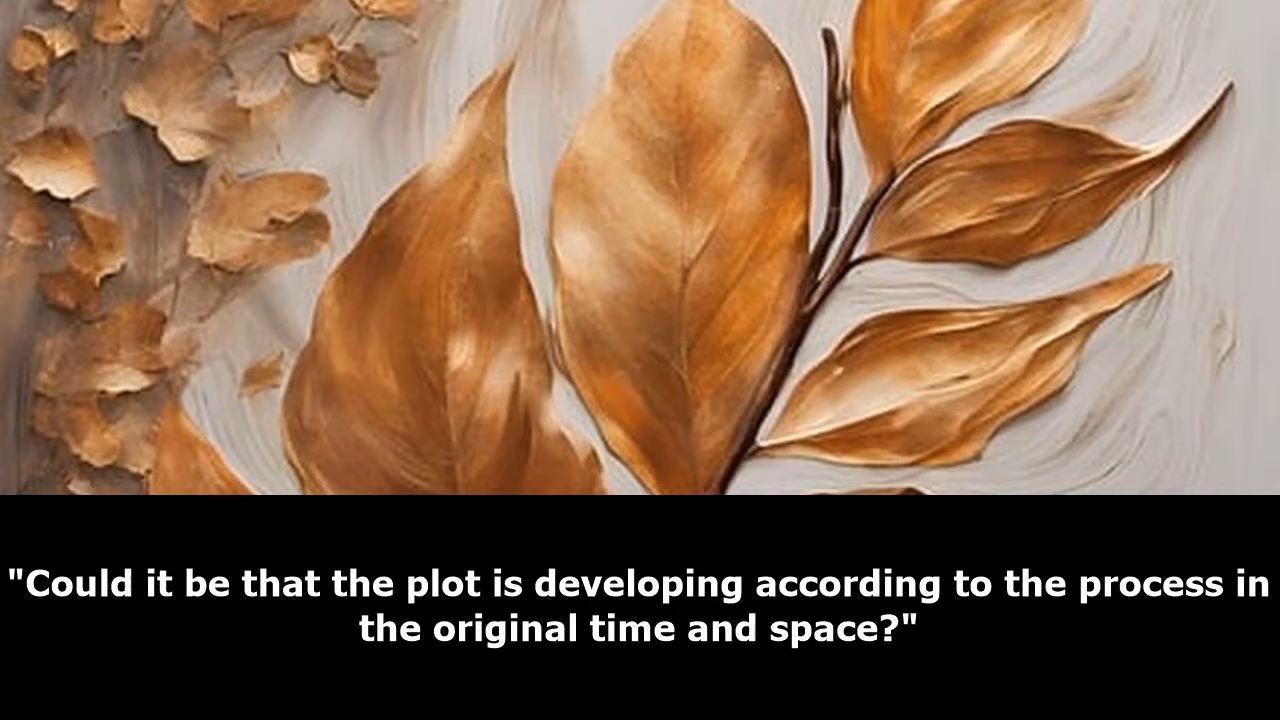 "Could it be that the plot is developing according to the process in
the original time and space?"